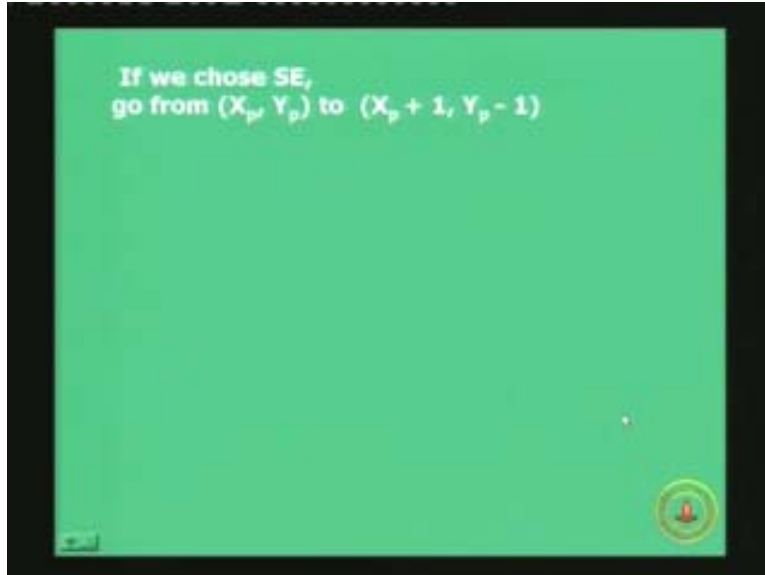 If we chose SE,
go from (Xp, Yp) to (Xp + 1, Yp - 1)